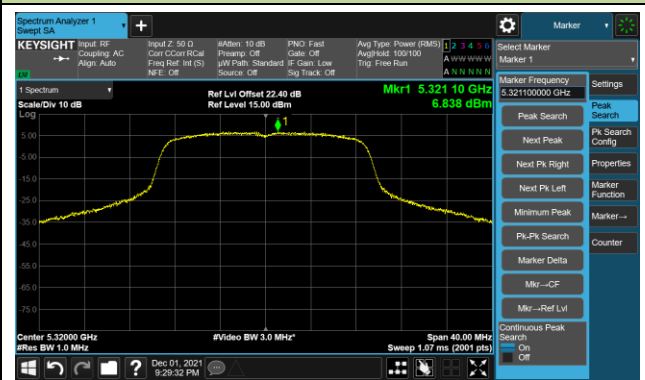 Spectrum Analyzer 1
Swept SA
Marker
KEYSIGHT
Input: RF
Coupling: AC
Align: Auto
Input Z: 50 Ω
Corr CCorr RCal
Freq Ref: Int (S)
NFE: Off
#Atten: 10 dB
Preamp: Off
µW Path: Standard
Source: Off
PNO: Fast
Gate: Off
IF Gain: Low
Sig Track: Off
Avg Type: Power (RMS)
Avg|Hold: 100/100
Trig: Free Run
1 2 3 4 5 6
A W W W W W
A N N N N N
LXI
Select Marker
Marker 1
1 Spectrum
Scale/Div 10 dB
Log
Ref Lvl Offset 22.40 dB
Ref Level 15.00 dBm
Mkr1 5.321 10 GHz
6.838 dBm
1
5.00
-5.00
-15.0
-25.0
-35.0
-45.0
-55.0
-65.0
-75.0
Center 5.32000 GHz
#Res BW 1.0 MHz
#Video BW 3.0 MHz*
Span 40.00 MHz
Sweep 1.07 ms (2001 pts)
Marker Frequency
5.321100000 GHz
Peak Search
Next Peak
Next Pk Right
Next Pk Left
Minimum Peak
Pk-Pk Search
Marker Delta
Mkr→CF
Mkr→Ref Lvl
Continuous Peak
Search
On
Off
Settings
Peak
Search
Pk Search
Config
Properties
Marker
Function
Marker→
Counter
?
Dec 01, 2021
9:29:32 PM